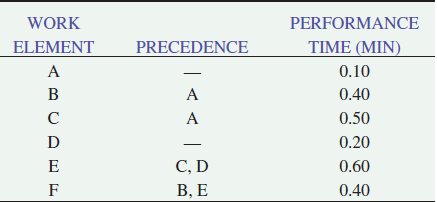 WORK ELEMENT PRECEDENCE PERFORMANCE TIME (MIN)
A — 0.10
B A 0.40
C A 0.50
D — 0.20
E C, D 0.60
F B, E 0.40